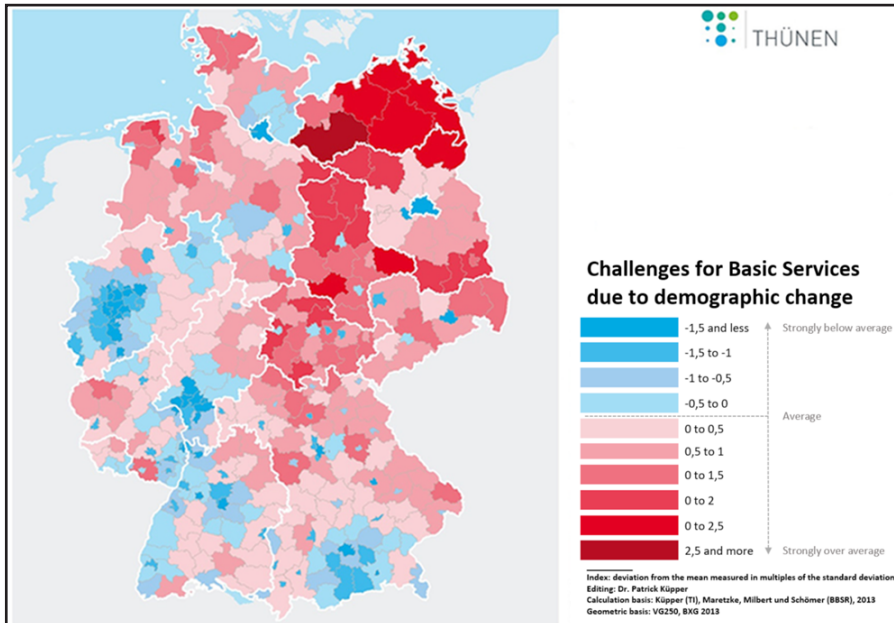 THÜNEN
Challenges for Basic Services
due to demographic change
-1,5 and less
Strongly below average
-1,5 to -1
-1 to -0,5
-0,5 to 0
Average
0 to 0,5
0,5 to 1
0 to 1,5
0 to 2
0 to 2,5
2,5 and more
Strongly over average
Index: deviation from the mean measured in multiples of the standard deviation
Editing: Dr. Patrick Küpper
Calculation basis: Küpper (TI), Maretzke, Milbert und Schömer (BBSR), 2013
Geometric basis: VG250, BXG 2013